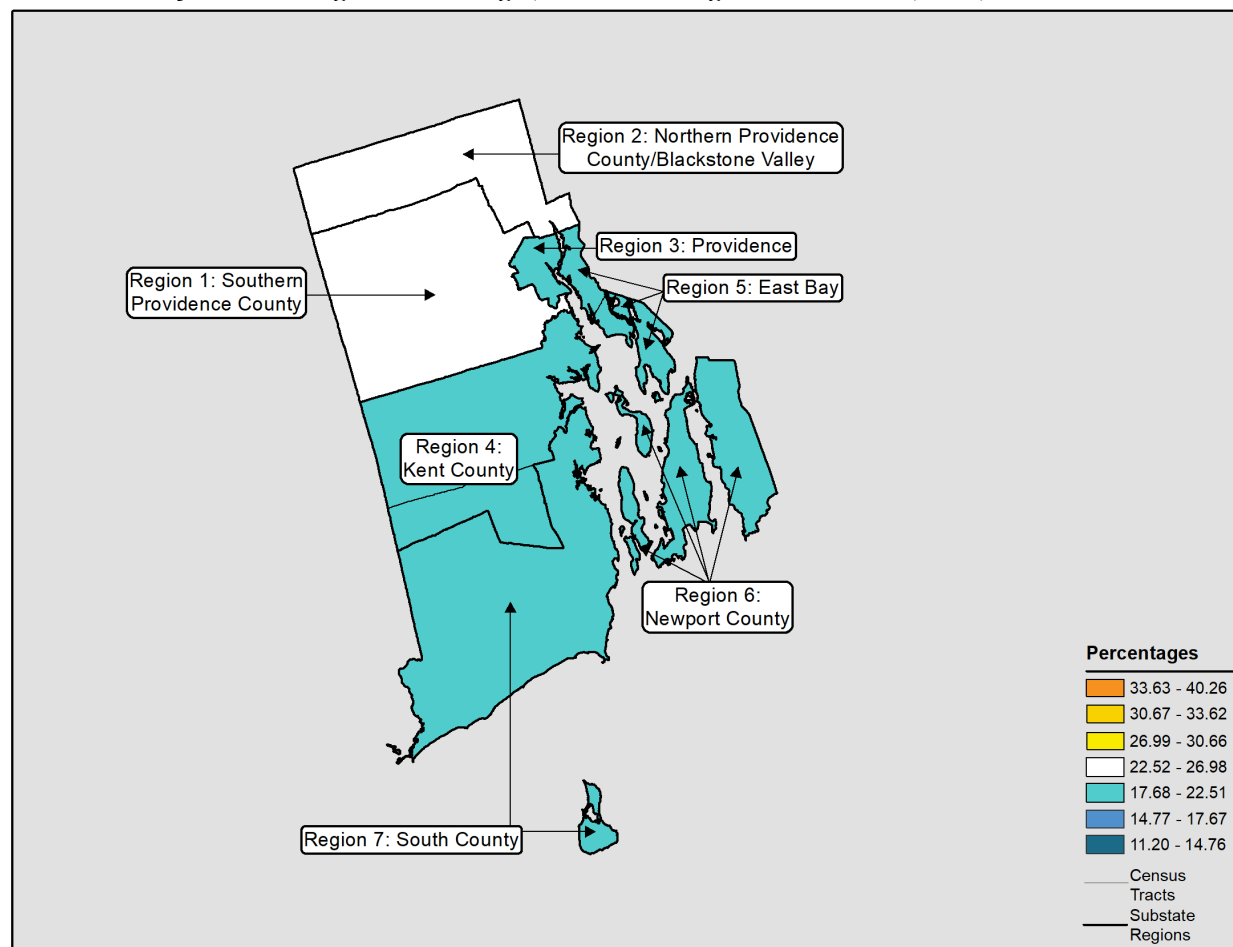 Region 2: Northern Providence
County/Blackstone Valley
Region 3: Providence
Region 1: Southern
Providence County
Region 5: East Bay
Region 4:
Kent County
Region 6:
Newport County
Region 7: South County
Percentages
33.63 - 40.26
30.67 - 33.62
26.99 - 30.66
22.52 - 26.98
17.68 - 22.51
14.77 - 17.67
11.20 - 14.76
Census
Tracts
Substate
Regions